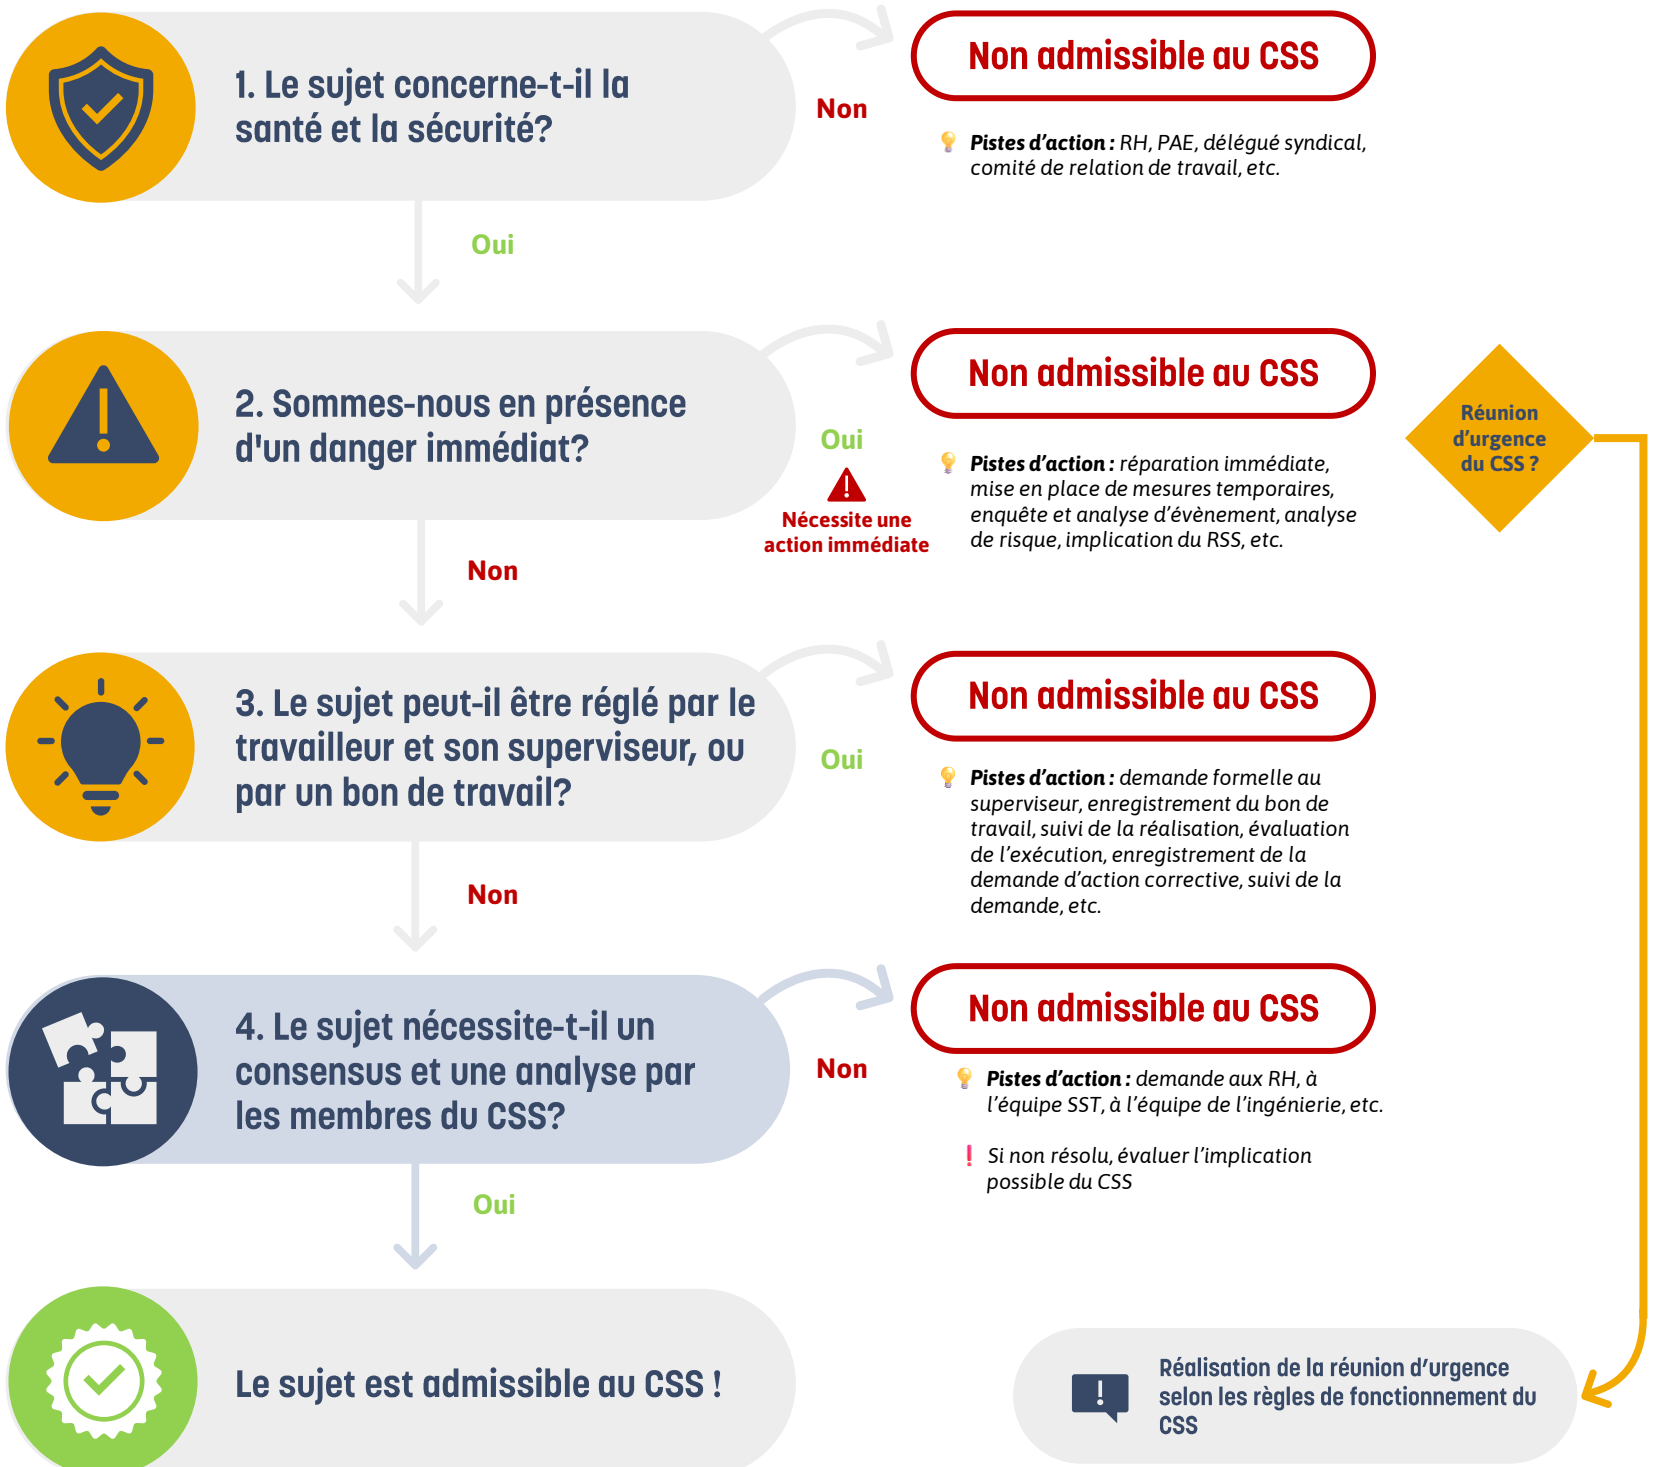 1. Le sujet concerne-t-il la
santé et la sécurité?
Non
Non admissible au CSS
Pistes d’action : RH, PAE, délégué syndical,
comité de relation de travail, etc.
Oui
2. Sommes-nous en présence
d'un danger immédiat?
Oui
Nécessite une
action immédiate
Non admissible au CSS
Pistes d’action : réparation immédiate,
mise en place de mesures temporaires,
enquête et analyse d’évènement, analyse
de risque, implication du RSS, etc.
Réunion
d’urgence
du CSS ?
Non
3. Le sujet peut-il être réglé par le
travailleur et son superviseur, ou
par un bon de travail?
Oui
Non admissible au CSS
Pistes d’action : demande formelle au
superviseur, enregistrement du bon de
travail, suivi de la réalisation, évaluation
de l’exécution, enregistrement de la
demande d’action corrective, suivi de la
demande, etc.
Non
4. Le sujet nécessite-t-il un
consensus et une analyse par
les membres du CSS?
Non
Non admissible au CSS
Pistes d’action : demande aux RH, à
l’équipe SST, à l’équipe de l’ingénierie, etc.
Si non résolu, évaluer l’implication
possible du CSS
Oui
Le sujet est admissible au CSS !
Réalisation de la réunion d’urgence
selon les règles de fonctionnement du
CSS